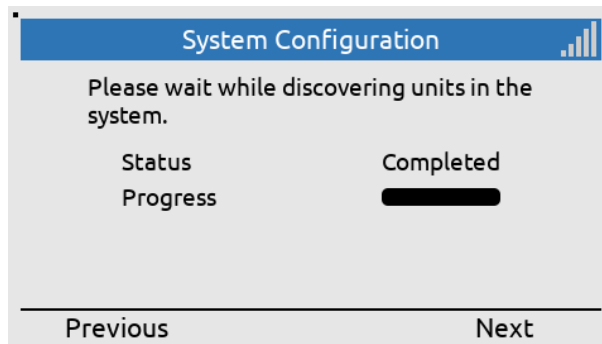 System Configuration
Please wait while discovering units in the
system.
Status Completed
Progress
Previous Next